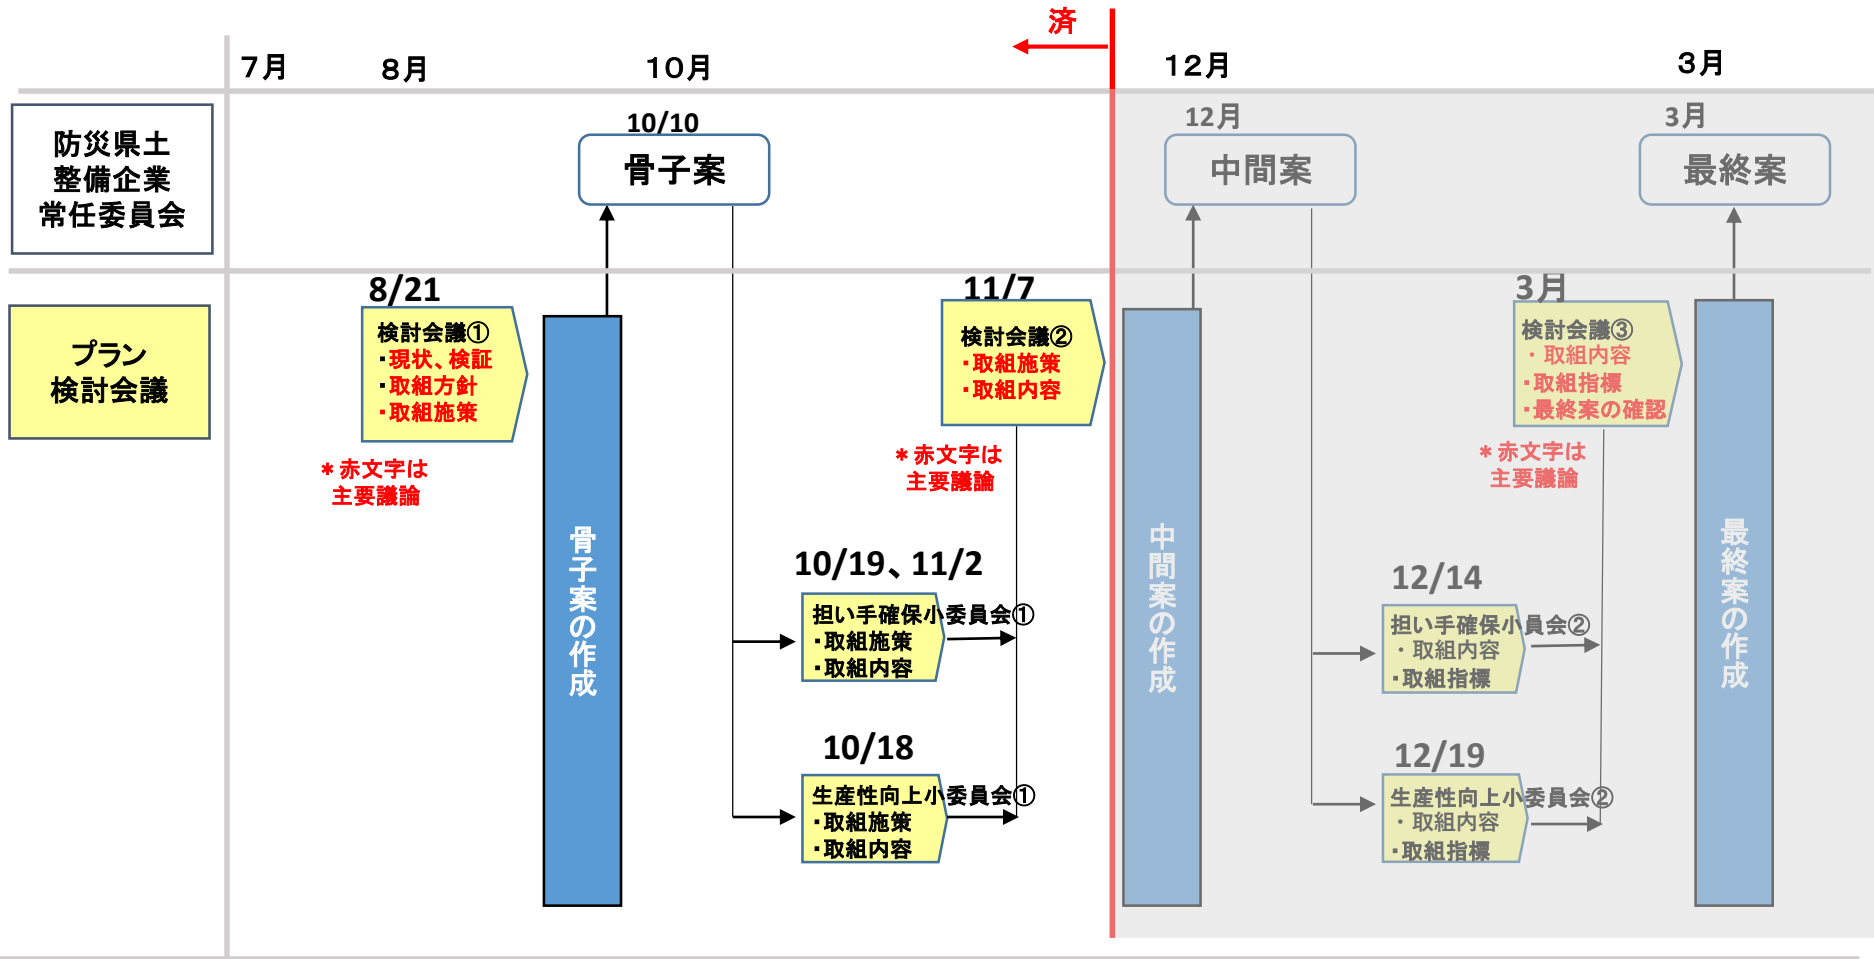 済
７月
８月
１０月
１２月
３月
防災県土
整備企業
常任委員会
10/10
骨子案
12月
中間案
3月
最終案
プラン
検討会議
8/21
検討会議①
・現状、検証
・取組方針
・取組施策
＊赤文字は
主要議論
骨子案の作成
11/7
検討会議②
・取組施策
・取組内容
＊赤文字は
主要議論
10/19、11/2
担い手確保小委員会①
・取組施策
・取組内容
10/18
生産性向上小委員会①
・取組施策
・取組内容
中間案の作成
3月
検討会議③
・取組内容
・取組指標
・最終案の確認
＊赤文字は
主要議論
12/14
担い手確保小員会②
・取組内容
・取組指標
12/19
生産性向上小委員会②
・取組内容
・取組指標
最終案の作成